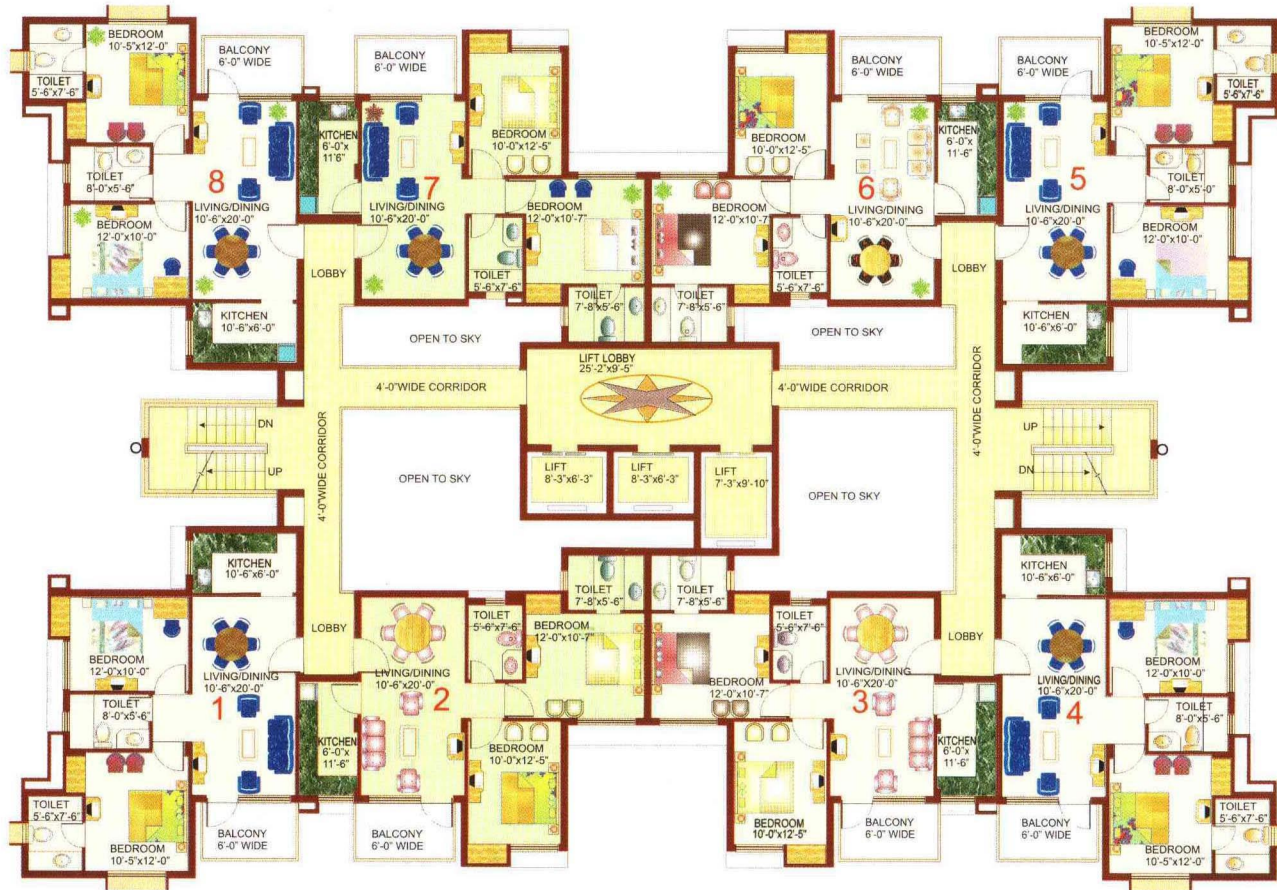 BEDROOM
10'-5"x12'-0"
TOILET
5'-6"x7'-6"
BALCONY
6'-0" WIDE
BALCONY
6'-0" WIDE
BEDROOM
10'-0"x12'-5"
KITCHEN
6'-0"x
11'6"
TOILET
8'-0"x5'-6"
8
7
LIVING/DINING
10'-6"x20'-0"
LIVING/DINING
10'-6"x20'-0"
BEDROOM
12'-0"x10'-7"
BEDROOM
12'-0"x10'-0"
TOILET
5'-6"x7'-6"
LOBBY
TOILET
7'-8"x5'-6"
KITCHEN
10'-6"x6'-0"
OPEN TO SKY
BALCONY
6'-0" WIDE
BALCONY
6'-0" WIDE
BEDROOM
10'-5"x12'-0"
TOILET
5'-6"x7'-6"
BEDROOM
10'-0"x12'-5"
KITCHEN
6'-0"x
11'-6"
6
5
TOILET
8'-0"x5'-0"
BEDROOM
12'-0"x10'-7"
LIVING/DINING
10'-6"x20'-0"
LIVING/DINING
10'-6"x20'-0"
BEDROOM
12'-0"x10'-0"
TOILET
5'-6"x7'-6"
LOBBY
TOILET
7'-8"x5'-6"
KITCHEN
10'-6"x6'-0"
OPEN TO SKY
LIFT LOBBY
25'-2"x9'-5"
4'-0"WIDE CORRIDOR
4'-0"WIDE CORRIDOR
4'-0"WIDE CORRIDOR
4'-0"WIDE CORRIDOR
DN
UP
UP
DN
OPEN TO SKY
LIFT
8'-3"x6'-3"
LIFT
8'-3"x6'-3"
LIFT
7'-3"x9'-10"
OPEN TO SKY
KITCHEN
10'-6"x6'-0"
TOILET
7'-8"x5'-6"
LOBBY
TOILET
5'-6"x7'-6"
BEDROOM
12'-0"x10'-7"
BEDROOM
12'-0"x10'-0"
LIVING/DINING
10'-6"x20'-0"
LIVING/DINING
10'-6"x20'-0"
1
2
TOILET
8'-0"x5'-6"
KITCHEN
6'-0"x
11'-6"
BEDROOM
10'-0"x12'-5"
TOILET
5'-6"x7'-6"
BEDROOM
10'-5"x12'-0"
BALCONY
6'-0" WIDE
BALCONY
6'-0" WIDE
TOILET
7'-8"x5'-6"
KITCHEN
10'-6"x6'-0"
TOILET
5'-6"x7'-6"
LOBBY
BEDROOM
12'-0"x10'-7"
LIVING/DINING
10'-6"X20'-0"
LIVING/DINING
10'-6"x20'-0"
BEDROOM
12'-0"x10'-0"
3
4
TOILET
8'-0"x5'-6"
KITCHEN
6'-0"x
11'-6"
BEDROOM
10'-0"x12'-5"
BALCONY
6'-0" WIDE
BALCONY
6'-0" WIDE
TOILET
5'-6"x7'-6"
BEDROOM
10'-5"x12'-0"